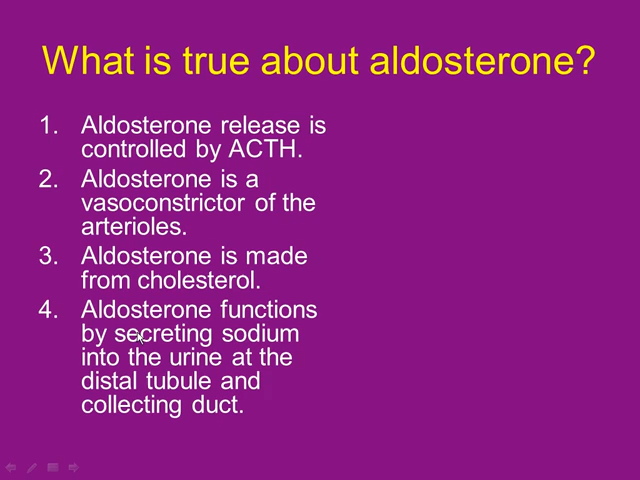 What is true about aldosterone?
1. Aldosterone release is
controlled by ACTH.
2. Aldosterone is a
vasoconstrictor of the
arterioles.
3. Aldosterone is made
from cholesterol.
4. Aldosterone functions
by secreting sodium
into the urine at the
distal tubule and
collecting duct.